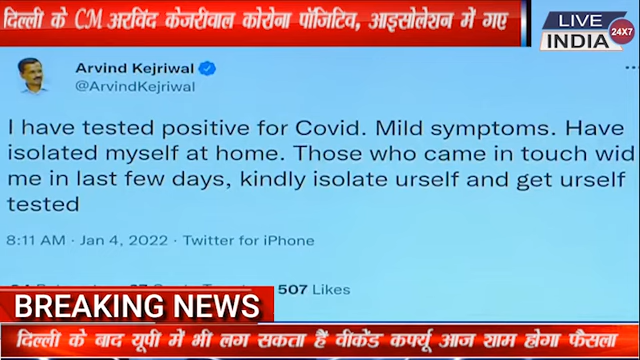 दिल्ली के CM अरविंद केजरीवाल कोरोना पॉजिटिव, आइसोलेशन में गए
LIVE
INDIA 24X7
Arvind Kejriwal
@ArvindKejriwal
I have tested positive for Covid. Mild symptoms. Have
isolated myself at home. Those who came in touch wid
me in last few days, kindly isolate urself and get urself
tested
8:11 AM · Jan 4, 2022 · Twitter for iPhone
507 Likes
BREAKING NEWS
दिल्ली के बाद यूपी में भी लग सकता हैं वीकेंड कर्फ्यू आज शाम होगा फैसला